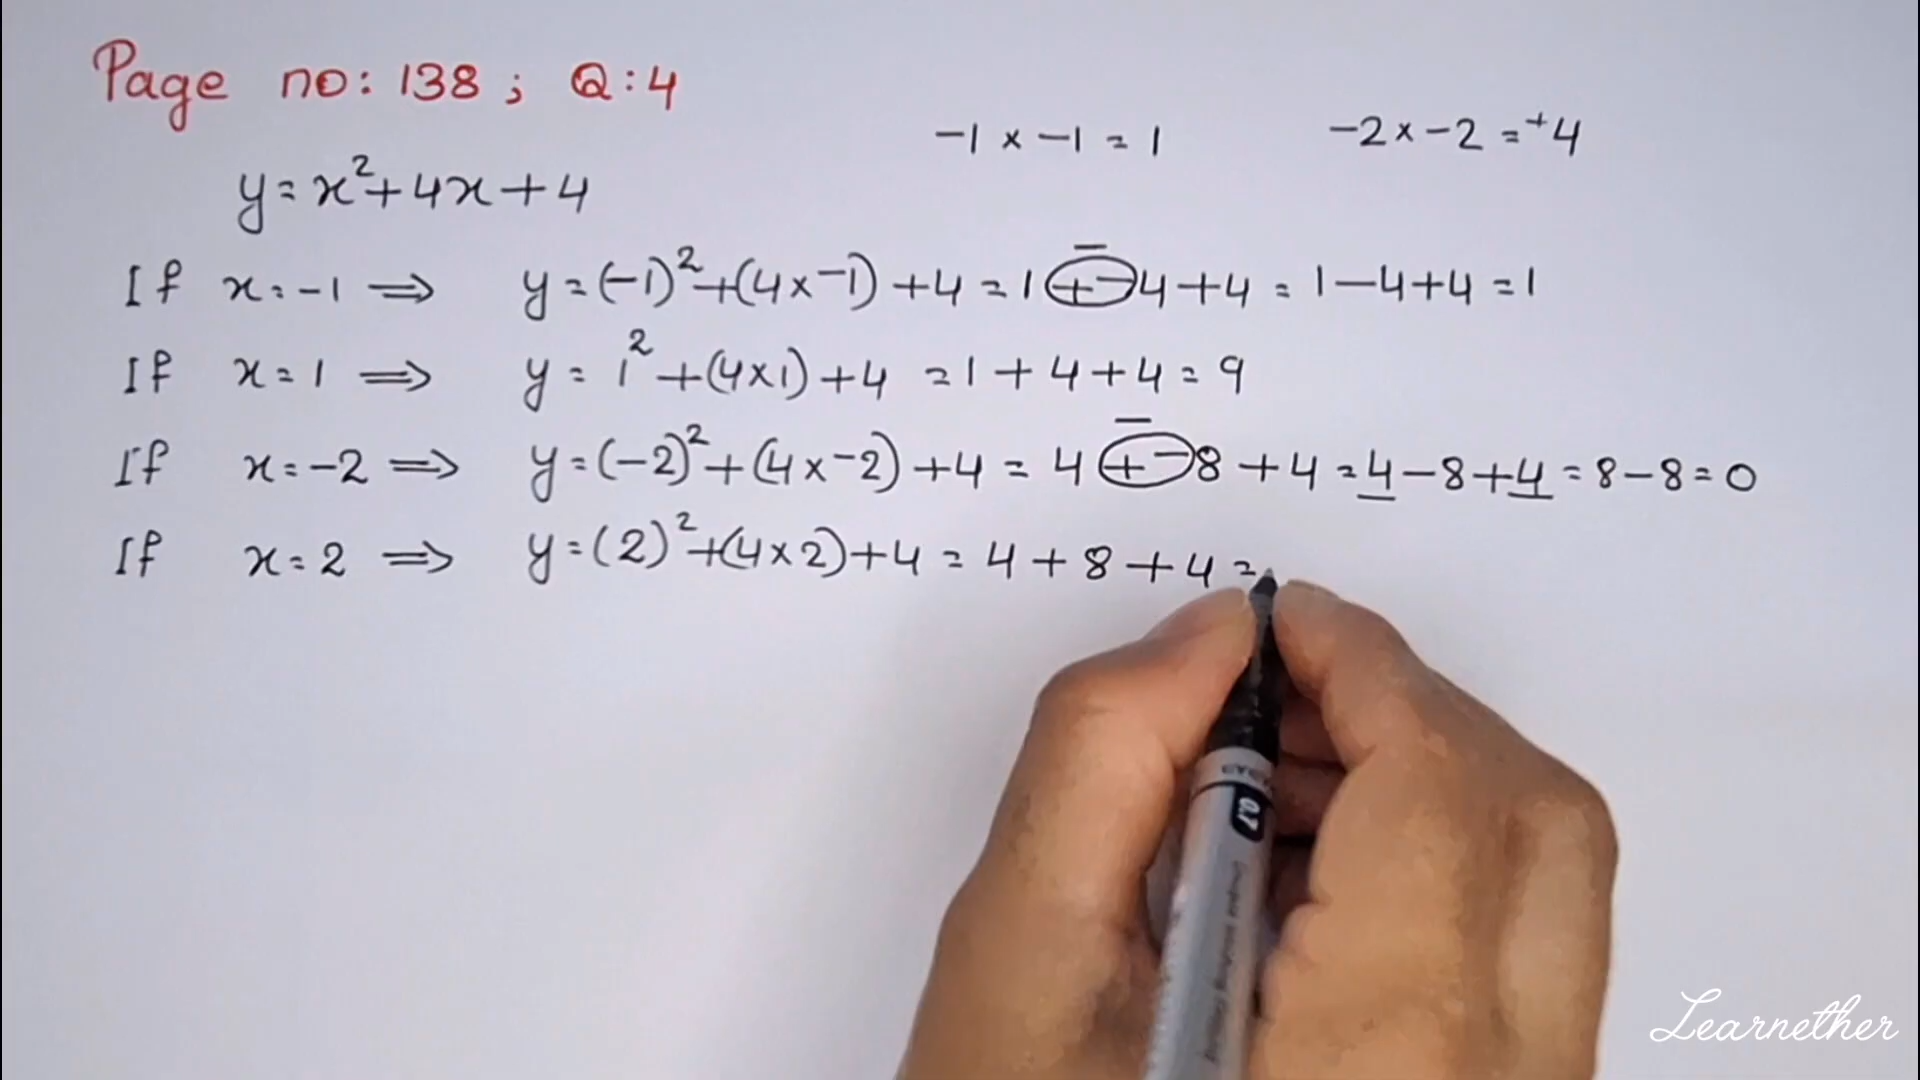 Page no: 138 ; Q:4
-1 x -1 = 1
-2 x -2 = +4
y = x² + 4x + 4
If x = -1 ⇒ y = (-1)² + (4 x -1) + 4 = 1 + - 4 + 4 = 1 - 4 + 4 = 1
If x = 1 ⇒ y = 1² + (4 x 1) + 4 = 1 + 4 + 4 = 9
If x = -2 ⇒ y = (-2)² + (4 x -2) + 4 = 4 + - 8 + 4 = 4 - 8 + 4 = 8 - 8 = 0
If x = 2 ⇒ y = (2)² + (4 x 2) + 4 = 4 + 8 + 4 =
0.7
Learnether